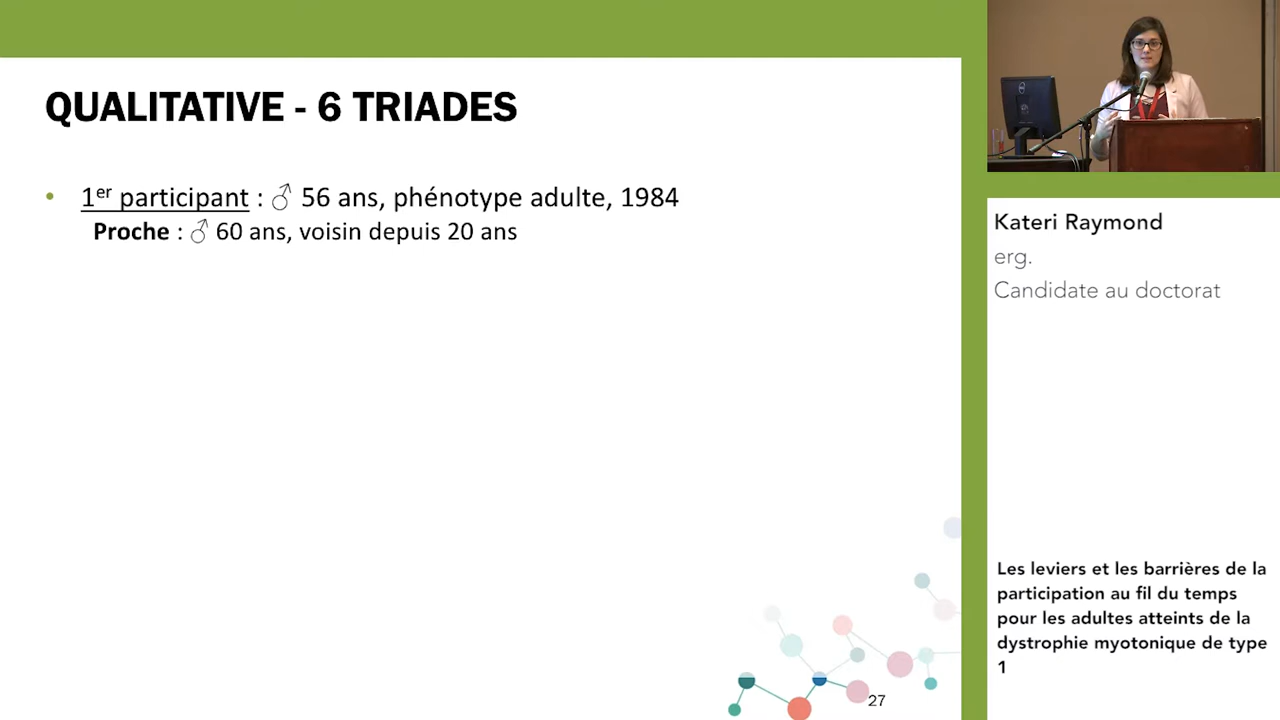 QUALITATIVE - 6 TRIADES
• 1er participant : ♂ 56 ans, phénotype adulte, 1984
Proche : ♂ 60 ans, voisin depuis 20 ans
27
Kateri Raymond
erg.
Candidate au doctorat
Les leviers et les barrières de la
participation au fil du temps
pour les adultes atteints de la
dystrophie myotonique de type
1